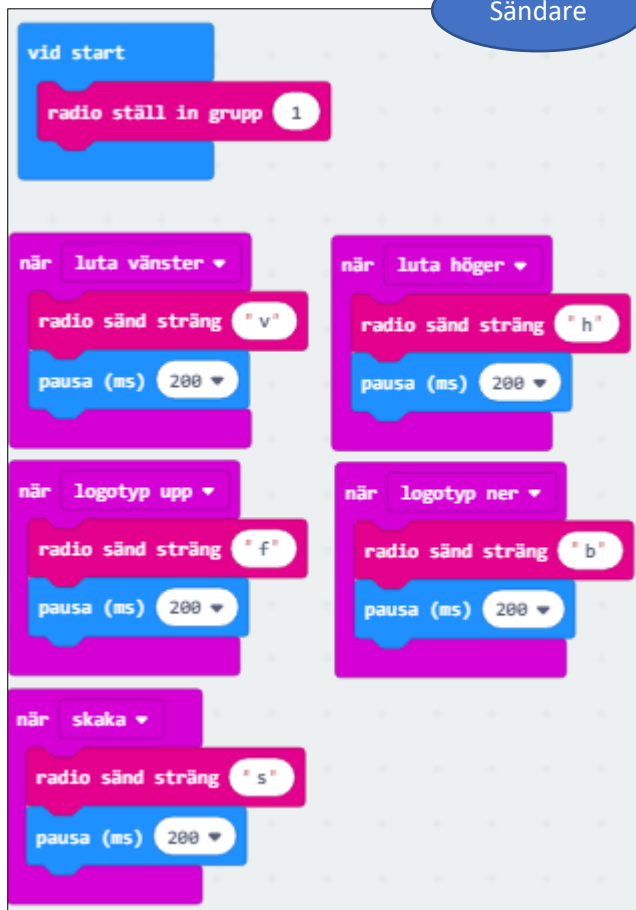 Sändare
vid start
radio ställ in grupp 1
när luta vänster
radio sänd sträng "v"
pausa (ms) 200
när luta höger
radio sänd sträng "h"
pausa (ms) 200
när logotyp upp
radio sänd sträng "f"
pausa (ms) 200
när logotyp ner
radio sänd sträng "b"
pausa (ms) 200
när skaka
radio sänd sträng "s"
pausa (ms) 200